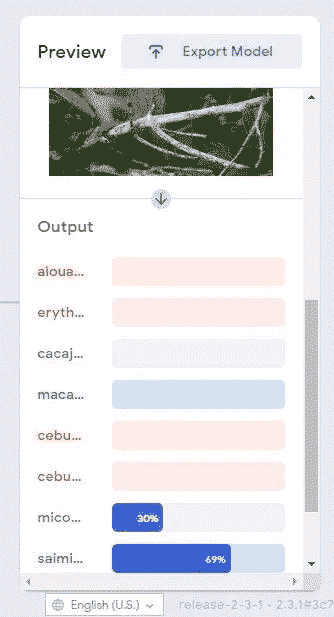 Preview
Export Model
Output
aloua...
eryth...
cacaj...
maca...
cebu...
cebu...
mico...
30%
saimi...
69%
English (U.S.)
release-2-3-1 - 2.3.1#3c7